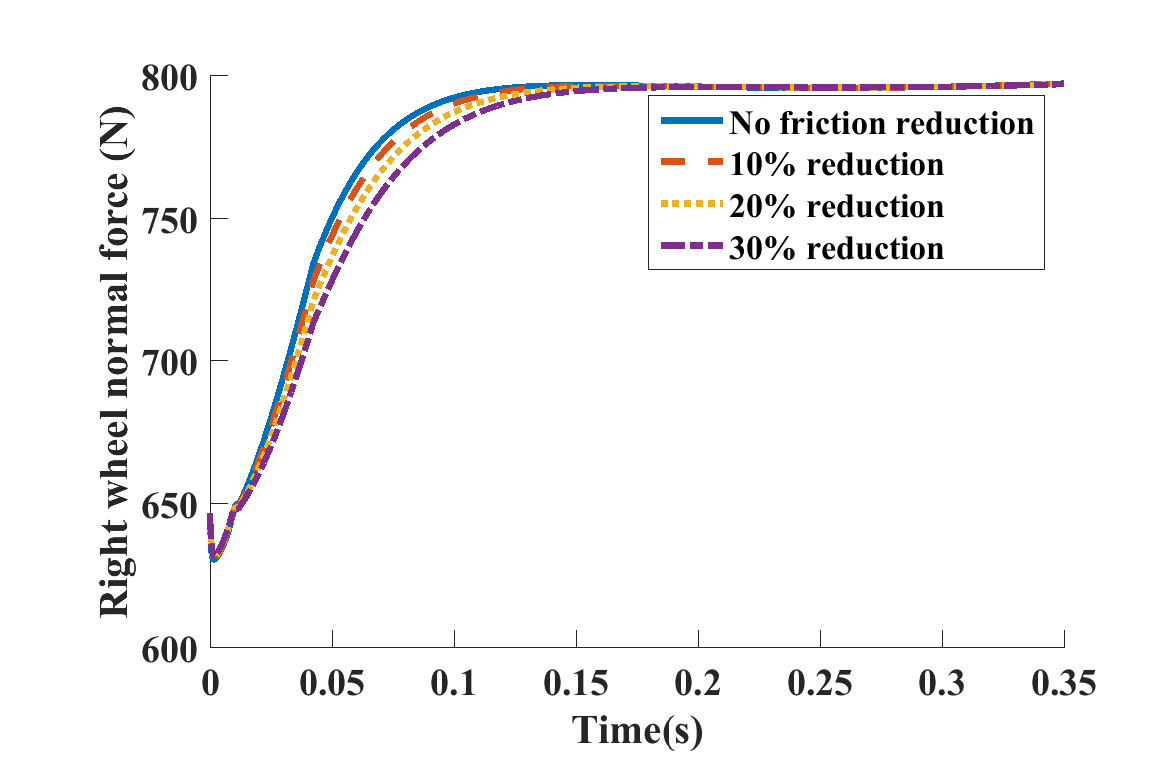 800
750
700
650
600
Right wheel normal force (N)
No friction reduction
10% reduction
20% reduction
30% reduction
0
0.05
0.1
0.15
0.2
0.25
0.3
0.35
Time(s)